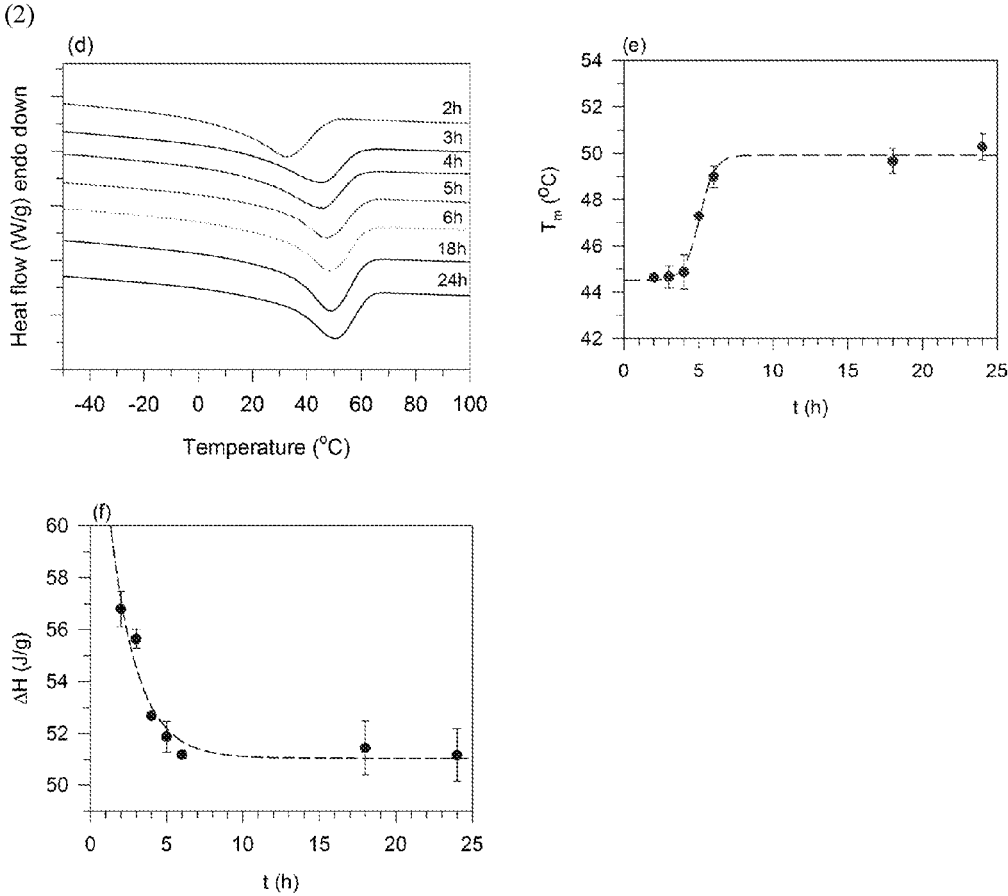 (2)
(d)
Heat flow (W/g) endo down
2h
3h
4h
5h
6h
18h
24h
-40 -20 0 20 40 60 80 100
Temperature (°C)
(e)
Tm (°C)
54
52
50
48
46
44
42
0 5 10 15 20 25
t (h)
(f)
ΔH (J/g)
60
58
56
52
51
50
0 5 10 15 20 25
t (h)